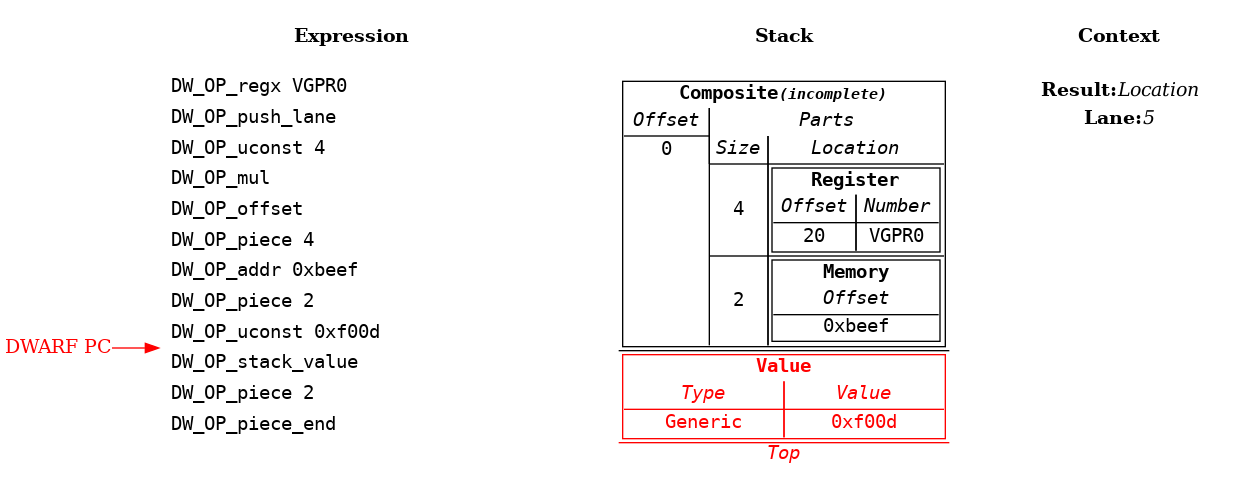 Expression
Stack
Context
DW_OP_regx VGPR0
DW_OP_push_lane
DW_OP_uconst 4
DW_OP_mul
DW_OP_offset
DW_OP_piece 4
DW_OP_addr 0xbeef
DW_OP_piece 2
DW_OP_uconst 0xf00d
DWARF PC
DW_OP_stack_value
DW_OP_piece 2
DW_OP_piece_end
Composite(incomplete)
Offset
Parts
0
Size
Location
4
Register
Offset
Number
20
VGPR0
2
Memory
Offset
0xbeef
Value
Type
Value
Generic
0xf00d
Top
Result:Location
Lane:5